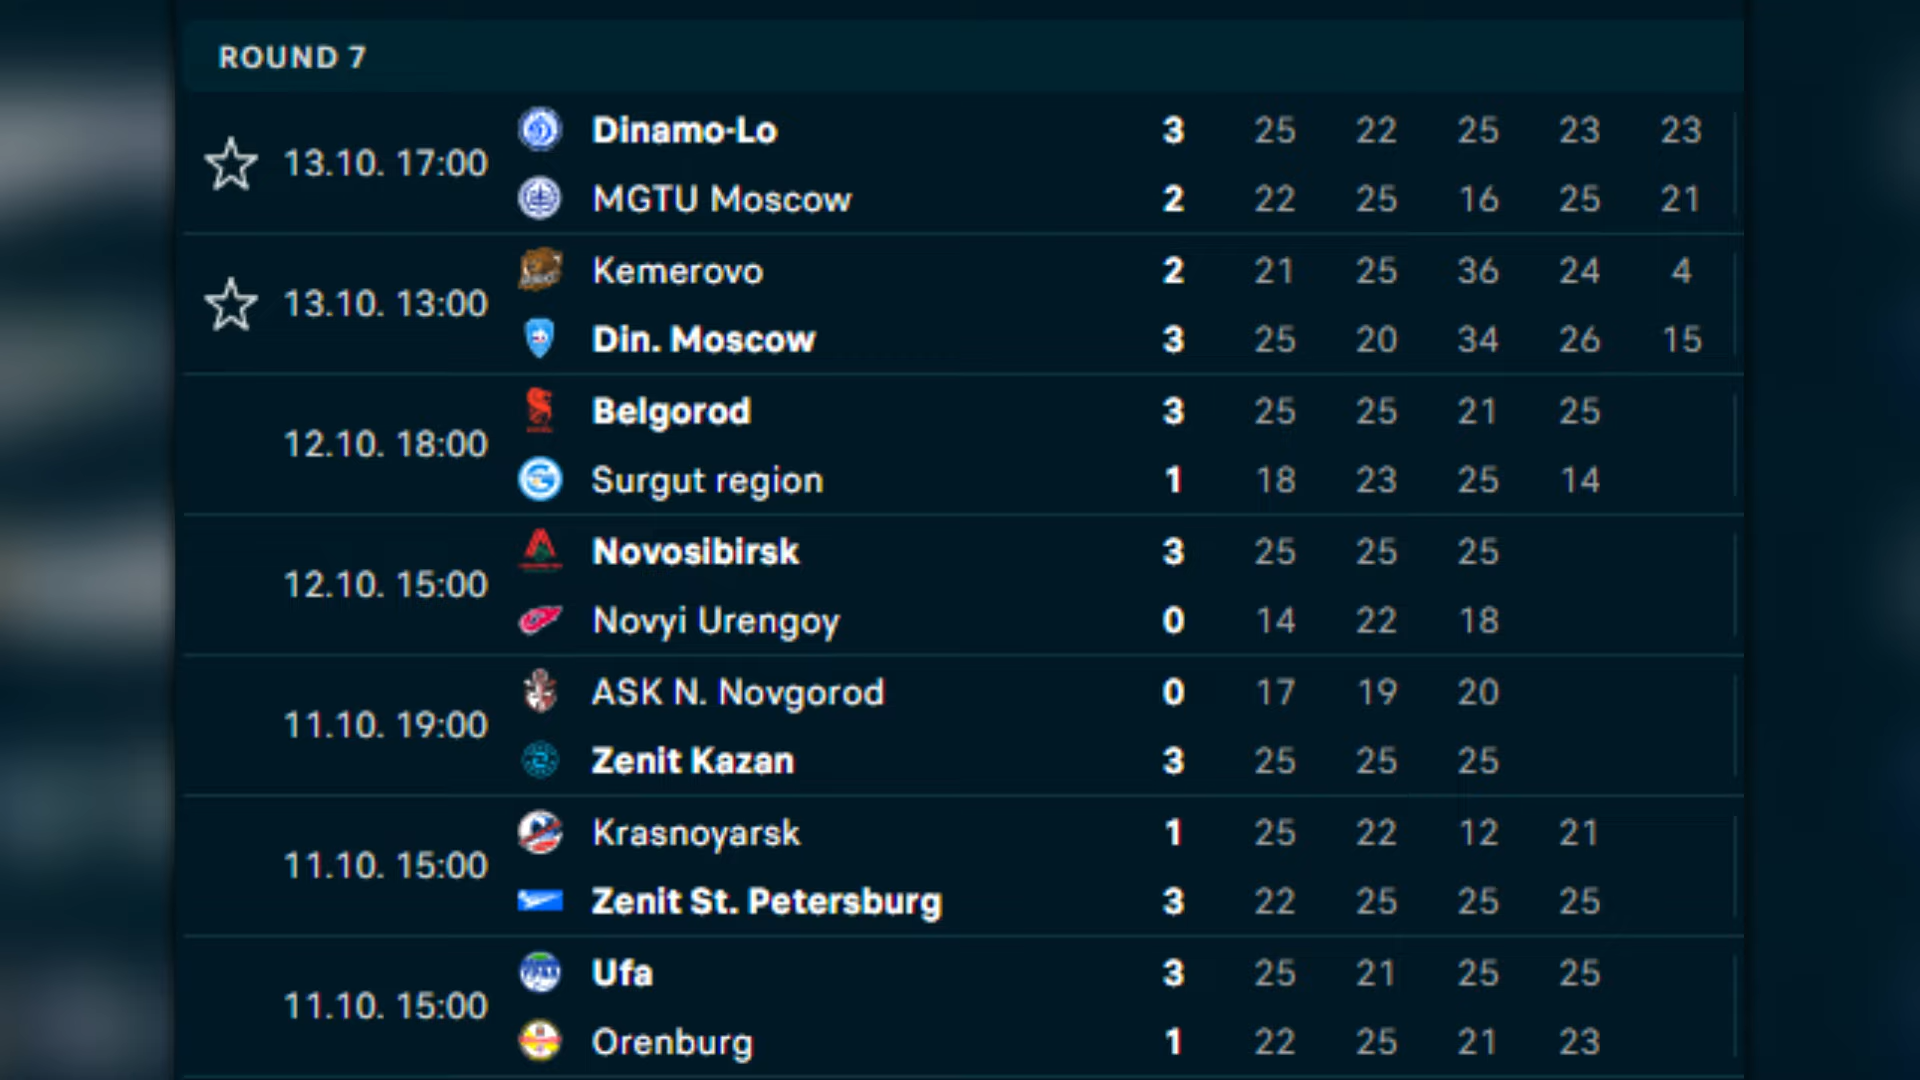 ROUND 7
Dinamo-Lo 3 25 22 25 23 23
13.10. 17:00
MGTU Moscow 2 22 25 16 25 21
Kemerovo 2 21 25 36 24 4
13.10. 13:00
Din. Moscow 3 25 20 34 26 15
Belgorod 3 25 25 21 25
12.10. 18:00
Surgut region 1 18 23 25 14
Novosibirsk 3 25 25 25
12.10. 15:00
Novyi Urengoy 0 14 22 18
ASK N. Novgorod 0 17 19 20
11.10. 19:00
Zenit Kazan 3 25 25 25
Krasnoyarsk 1 25 22 12 21
11.10. 15:00
Zenit St. Petersburg 3 22 25 25 25
Ufa 3 25 21 25 25
11.10. 15:00
Orenburg 1 22 25 21 23